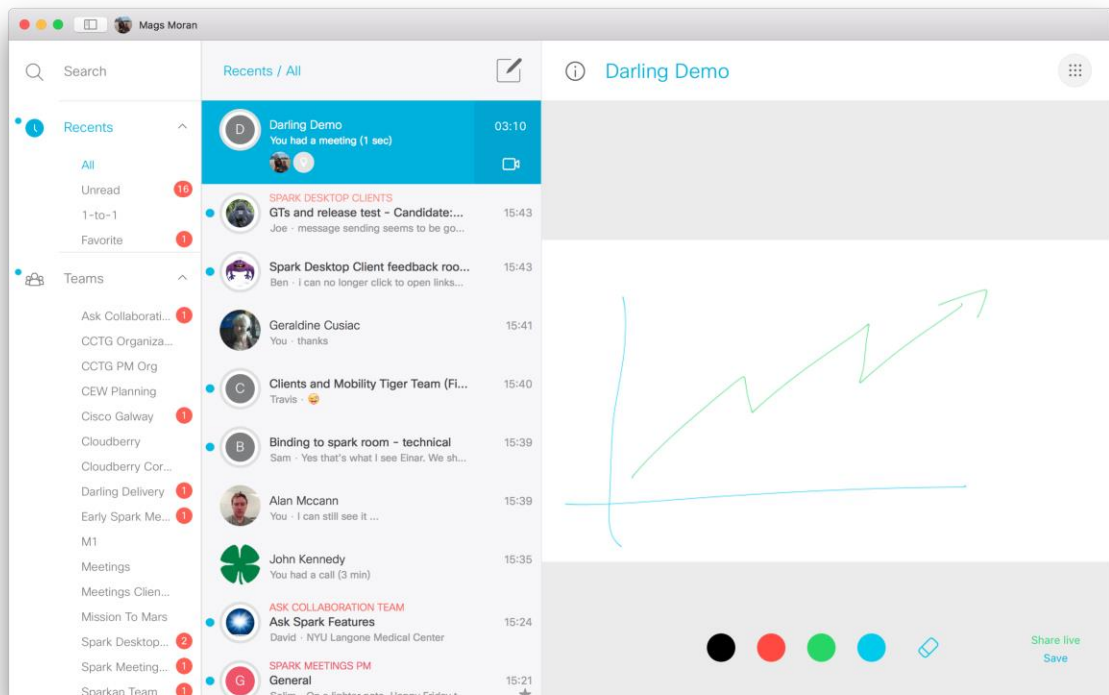 Mags Moran
Search
Recents
All
Unread 16
1-to-1
Favorite 1
Teams
Ask Collaborati... 1
CCTG Organiza...
CCTG PM Org
CEW Planning
Cisco Galway 1
Cloudberry
Cloudberry Cor...
Darling Delivery 1
Early Spark Me... 1
M1
Meetings
Meetings Clien...
Mission To Mars
Spark Desktop... 2
Spark Meeting... 1
Sparkan Team 1
Recents / All
D
Darling Demo 03:10
You had a meeting (1 sec)
SPARK DESKTOP CLIENTS
GTs and release test - Candidate:... 15:43
Joe · message sending seems to be go...
Spark Desktop Client feedback roo... 15:43
Ben · i can no longer click to open links...
Geraldine Cusiac 15:41
You · thanks
C
Clients and Mobility Tiger Team (Fi... 15:40
Travis · 😅
B
Binding to spark room - technical 15:39
Sam · Yes that's what I see Einar. We sh...
Alan Mccann 15:39
You · I can still see it ...
John Kennedy 15:35
You had a call (3 min)
ASK COLLABORATION TEAM
Ask Spark Features 15:24
David · NYU Langone Medical Center
SPARK MEETINGS PM
G
General 15:21
Darling Demo
Share live
Save